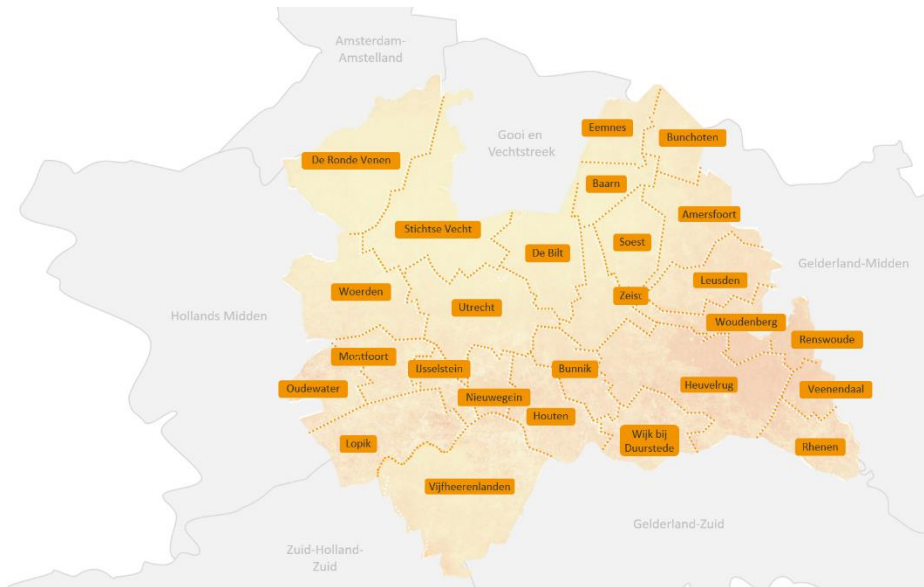 Amsterdam-
Amstelland
Gooi en
Vechtstreek
Eemnes
Bunchoten
De Ronde Venen
Baarn
Amersfoort
Stichtse Vecht
Soest
De Bilt
Gelderland-Midden
Leusden
Woerden
Zeist
Utrecht
Hollands Midden
Woudenberg
Renswoude
Montfoort
IJsselstein
Bunnik
Heuvelrug
Oudewater
Veenendaal
Nieuwegein
Houten
Wijk bij
Duurstede
Lopik
Rhenen
Vijfheerenlanden
Gelderland-Zuid
Zuid-Holland-
Zuid